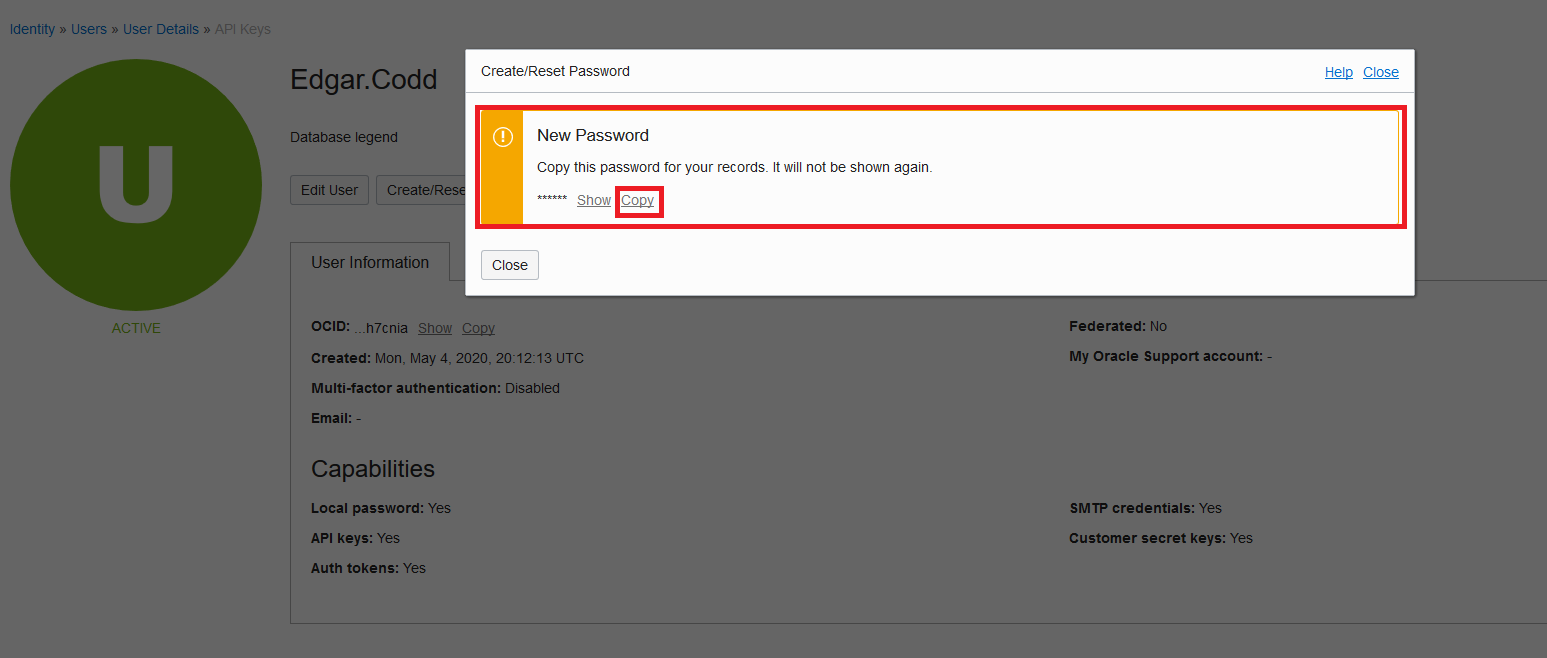 Identity » Users » User Details » API Keys
U
ACTIVE
Edgar.Codd
Database legend
Edit User
Create/Rese
Create/Reset Password
Help Close
New Password
Copy this password for your records. It will not be shown again.
****** Show Copy
Close
User Information
OCID: ...h7cnia Show Copy
Created: Mon, May 4, 2020, 20:12:13 UTC
Multi-factor authentication: Disabled
Email: -
Federated: No
My Oracle Support account: -
Capabilities
Local password: Yes
API keys: Yes
Auth tokens: Yes
SMTP credentials: Yes
Customer secret keys: Yes